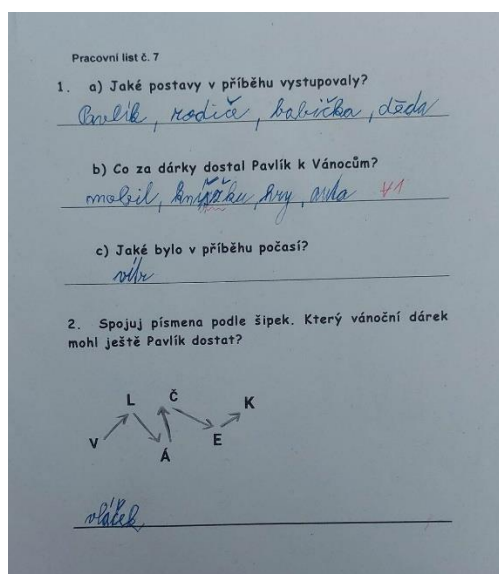 Pracovní list č. 7
1. a) Jaké postavy v příběhu vystupovaly?
Pavlík, rodiče, babička, děda
b) Co za dárky dostal Pavlík k Vánocům?
mobil, knížku, hry, auta √1
c) Jaké bylo v příběhu počasí?
vítr
2. Spojuj písmena podle šipek. Který vánoční dárek
mohl ještě Pavlík dostat?
L Č K
V Á E
vláček